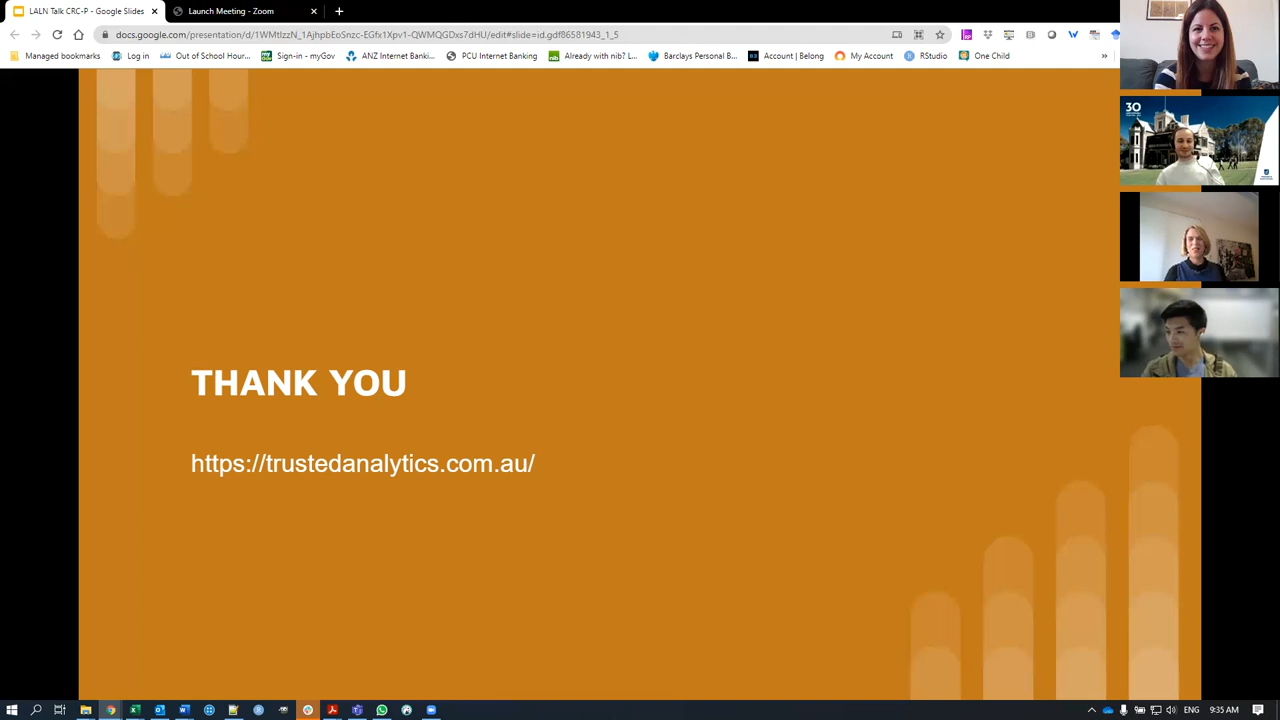 LALN Talk CRC-P - Google Slides
Launch Meeting - Zoom
docs.google.com/presentation/d/1WMtlzzN_1AjhpbEoSnzc-EGfx1Xpv1-QWMQGDxs7dHU/edit#slide=id.gdf86581943_1_5
Managed bookmarks
Log in
Out of School Hour...
Sign-in - myGov
ANZ Internet Banki...
PCU Internet Banking
Already with nib? L...
Barclays Personal B...
Account | Belong
My Account
RStudio
One Child
30
THANK YOU
https://trustedanalytics.com.au/
ENG
9:35 AM